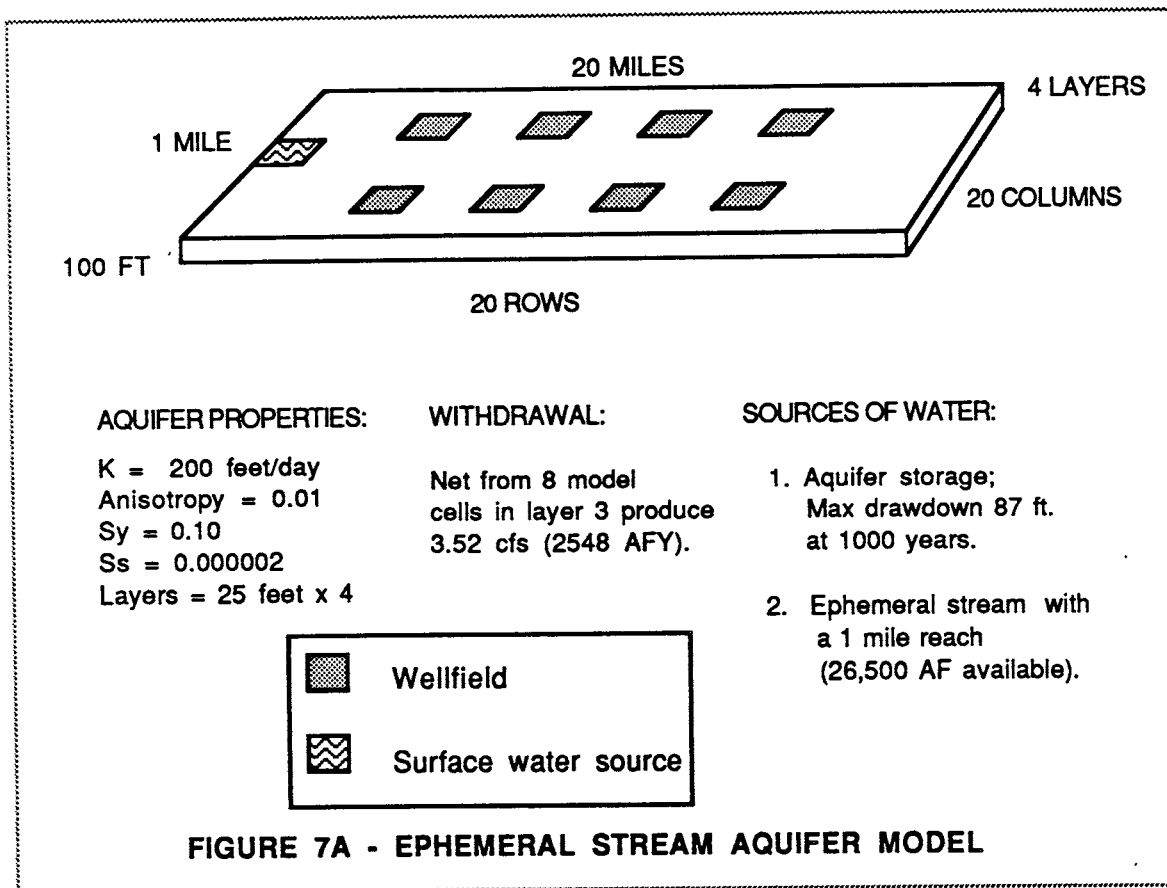 20 MILES
4 LAYERS
1 MILE
20 COLUMNS
100 FT
20 ROWS
AQUIFER PROPERTIES:
K = 200 feet/day
Anisotropy = 0.01
Sy = 0.10
Ss = 0.000002
Layers = 25 feet x 4
WITHDRAWAL:
Net from 8 model
cells in layer 3 produce
3.52 cfs (2548 AFY).
SOURCES OF WATER:
1. Aquifer storage;
Max drawdown 87 ft.
at 1000 years.
2. Ephemeral stream with
a 1 mile reach
(26,500 AF available).
Wellfield
Surface water source
FIGURE 7A - EPHEMERAL STREAM AQUIFER MODEL